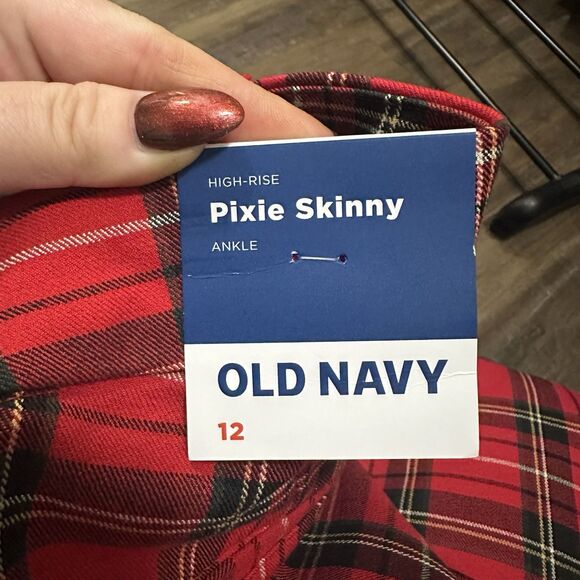 HIGH-RISE
Pixie Skinny
ANKLE
OLD NAVY
12